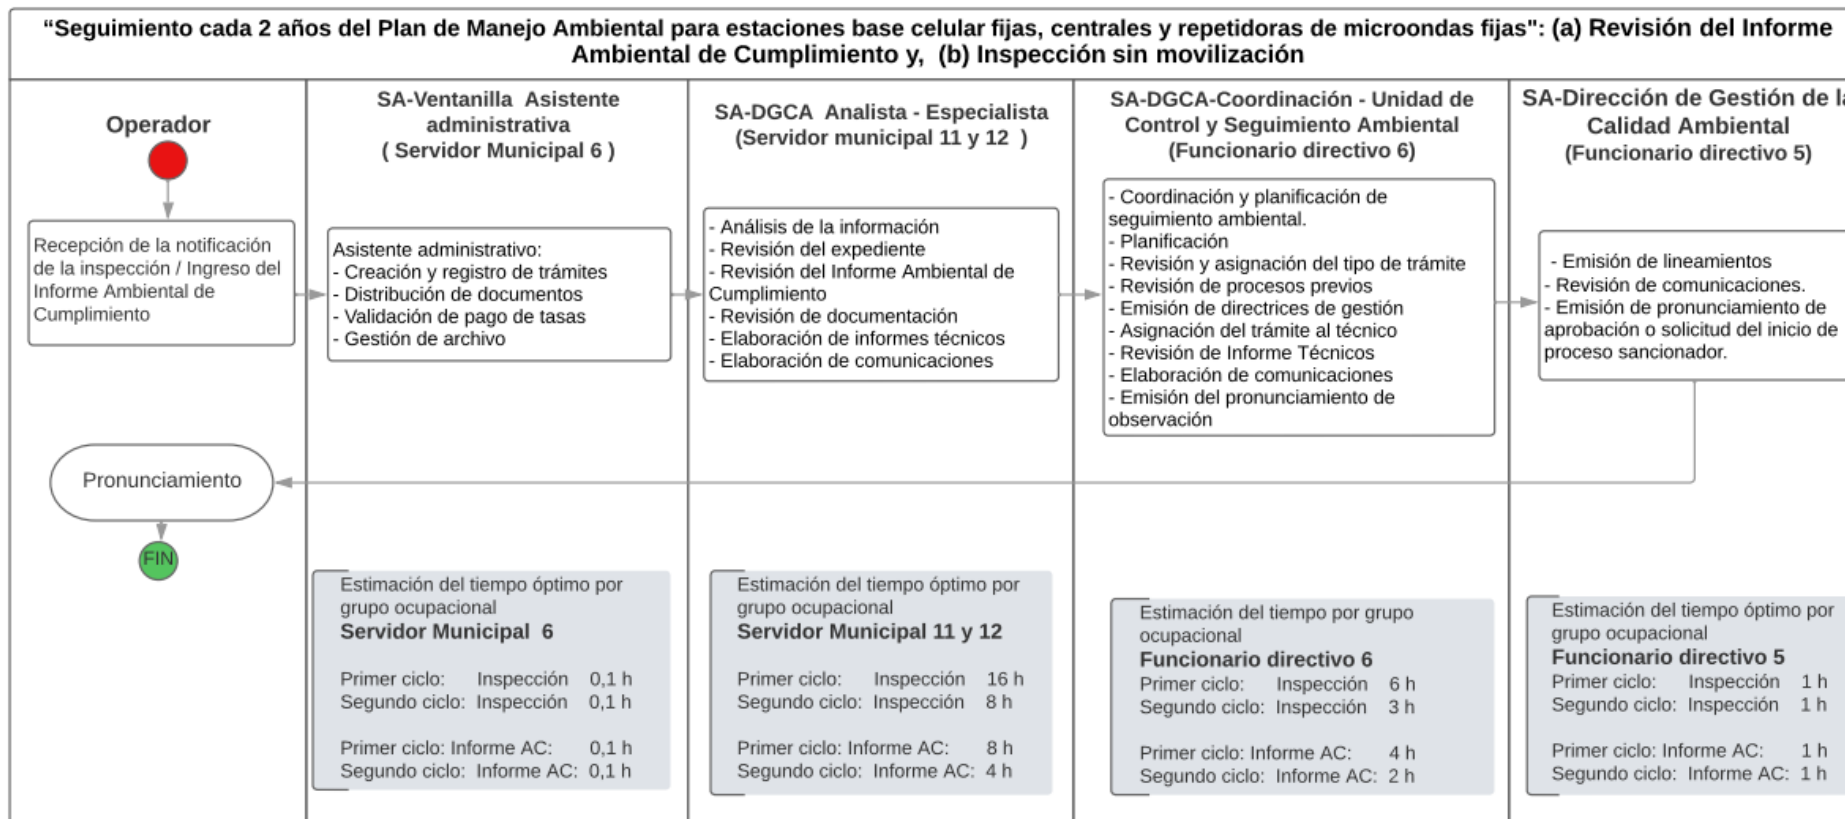 “Seguimiento cada 2 años del Plan de Manejo Ambiental para estaciones base celular fijas, centrales y repetidoras de microondas fijas": (a) Revisión del Informe
Ambiental de Cumplimiento y, (b) Inspección sin movilización
Operador
Recepción de la notificación
de la inspección / Ingreso del
Informe Ambiental de
Cumplimiento
Pronunciamiento
FIN
SA-Ventanilla Asistente
administrativa
( Servidor Municipal 6 )
Asistente administrativo:
- Creación y registro de trámites
- Distribución de documentos
- Validación de pago de tasas
- Gestión de archivo
Estimación del tiempo óptimo por
grupo ocupacional
Servidor Municipal 6
Primer ciclo: Inspección 0,1 h
Segundo ciclo: Inspección 0,1 h
Primer ciclo: Informe AC: 0,1 h
Segundo ciclo: Informe AC: 0,1 h
SA-DGCA Analista - Especialista
(Servidor municipal 11 y 12 )
- Análisis de la información
- Revisión del expediente
- Revisión del Informe Ambiental de
Cumplimiento
- Revisión de documentación
- Elaboración de informes técnicos
- Elaboración de comunicaciones
Estimación del tiempo óptimo por
grupo ocupacional
Servidor Municipal 11 y 12
Primer ciclo: Inspección 16 h
Segundo ciclo: Inspección 8 h
Primer ciclo: Informe AC: 8 h
Segundo ciclo: Informe AC: 4 h
SA-DGCA-Coordinación - Unidad de
Control y Seguimiento Ambiental
(Funcionario directivo 6)
- Coordinación y planificación de
seguimiento ambiental.
- Planificación
- Revisión y asignación del tipo de trámite
- Revisión de procesos previos
- Emisión de directrices de gestión
- Asignación del trámite al técnico
- Revisión de Informe Técnicos
- Elaboración de comunicaciones
- Emisión del pronunciamiento de
observación
Estimación del tiempo por grupo
ocupacional
Funcionario directivo 6
Primer ciclo: Inspección 6 h
Segundo ciclo: Inspección 3 h
Primer ciclo: Informe AC: 4 h
Segundo ciclo: Informe AC: 2 h
SA-Dirección de Gestión de la
Calidad Ambiental
(Funcionario directivo 5)
- Emisión de lineamientos
- Revisión de comunicaciones.
- Emisión de pronunciamiento de
aprobación o solicitud del inicio de
proceso sancionador.
Estimación del tiempo óptimo por
grupo ocupacional
Funcionario directivo 5
Primer ciclo: Inspección 1 h
Segundo ciclo: Inspección 1 h
Primer ciclo: Informe AC: 1 h
Segundo ciclo: Informe AC: 1 h